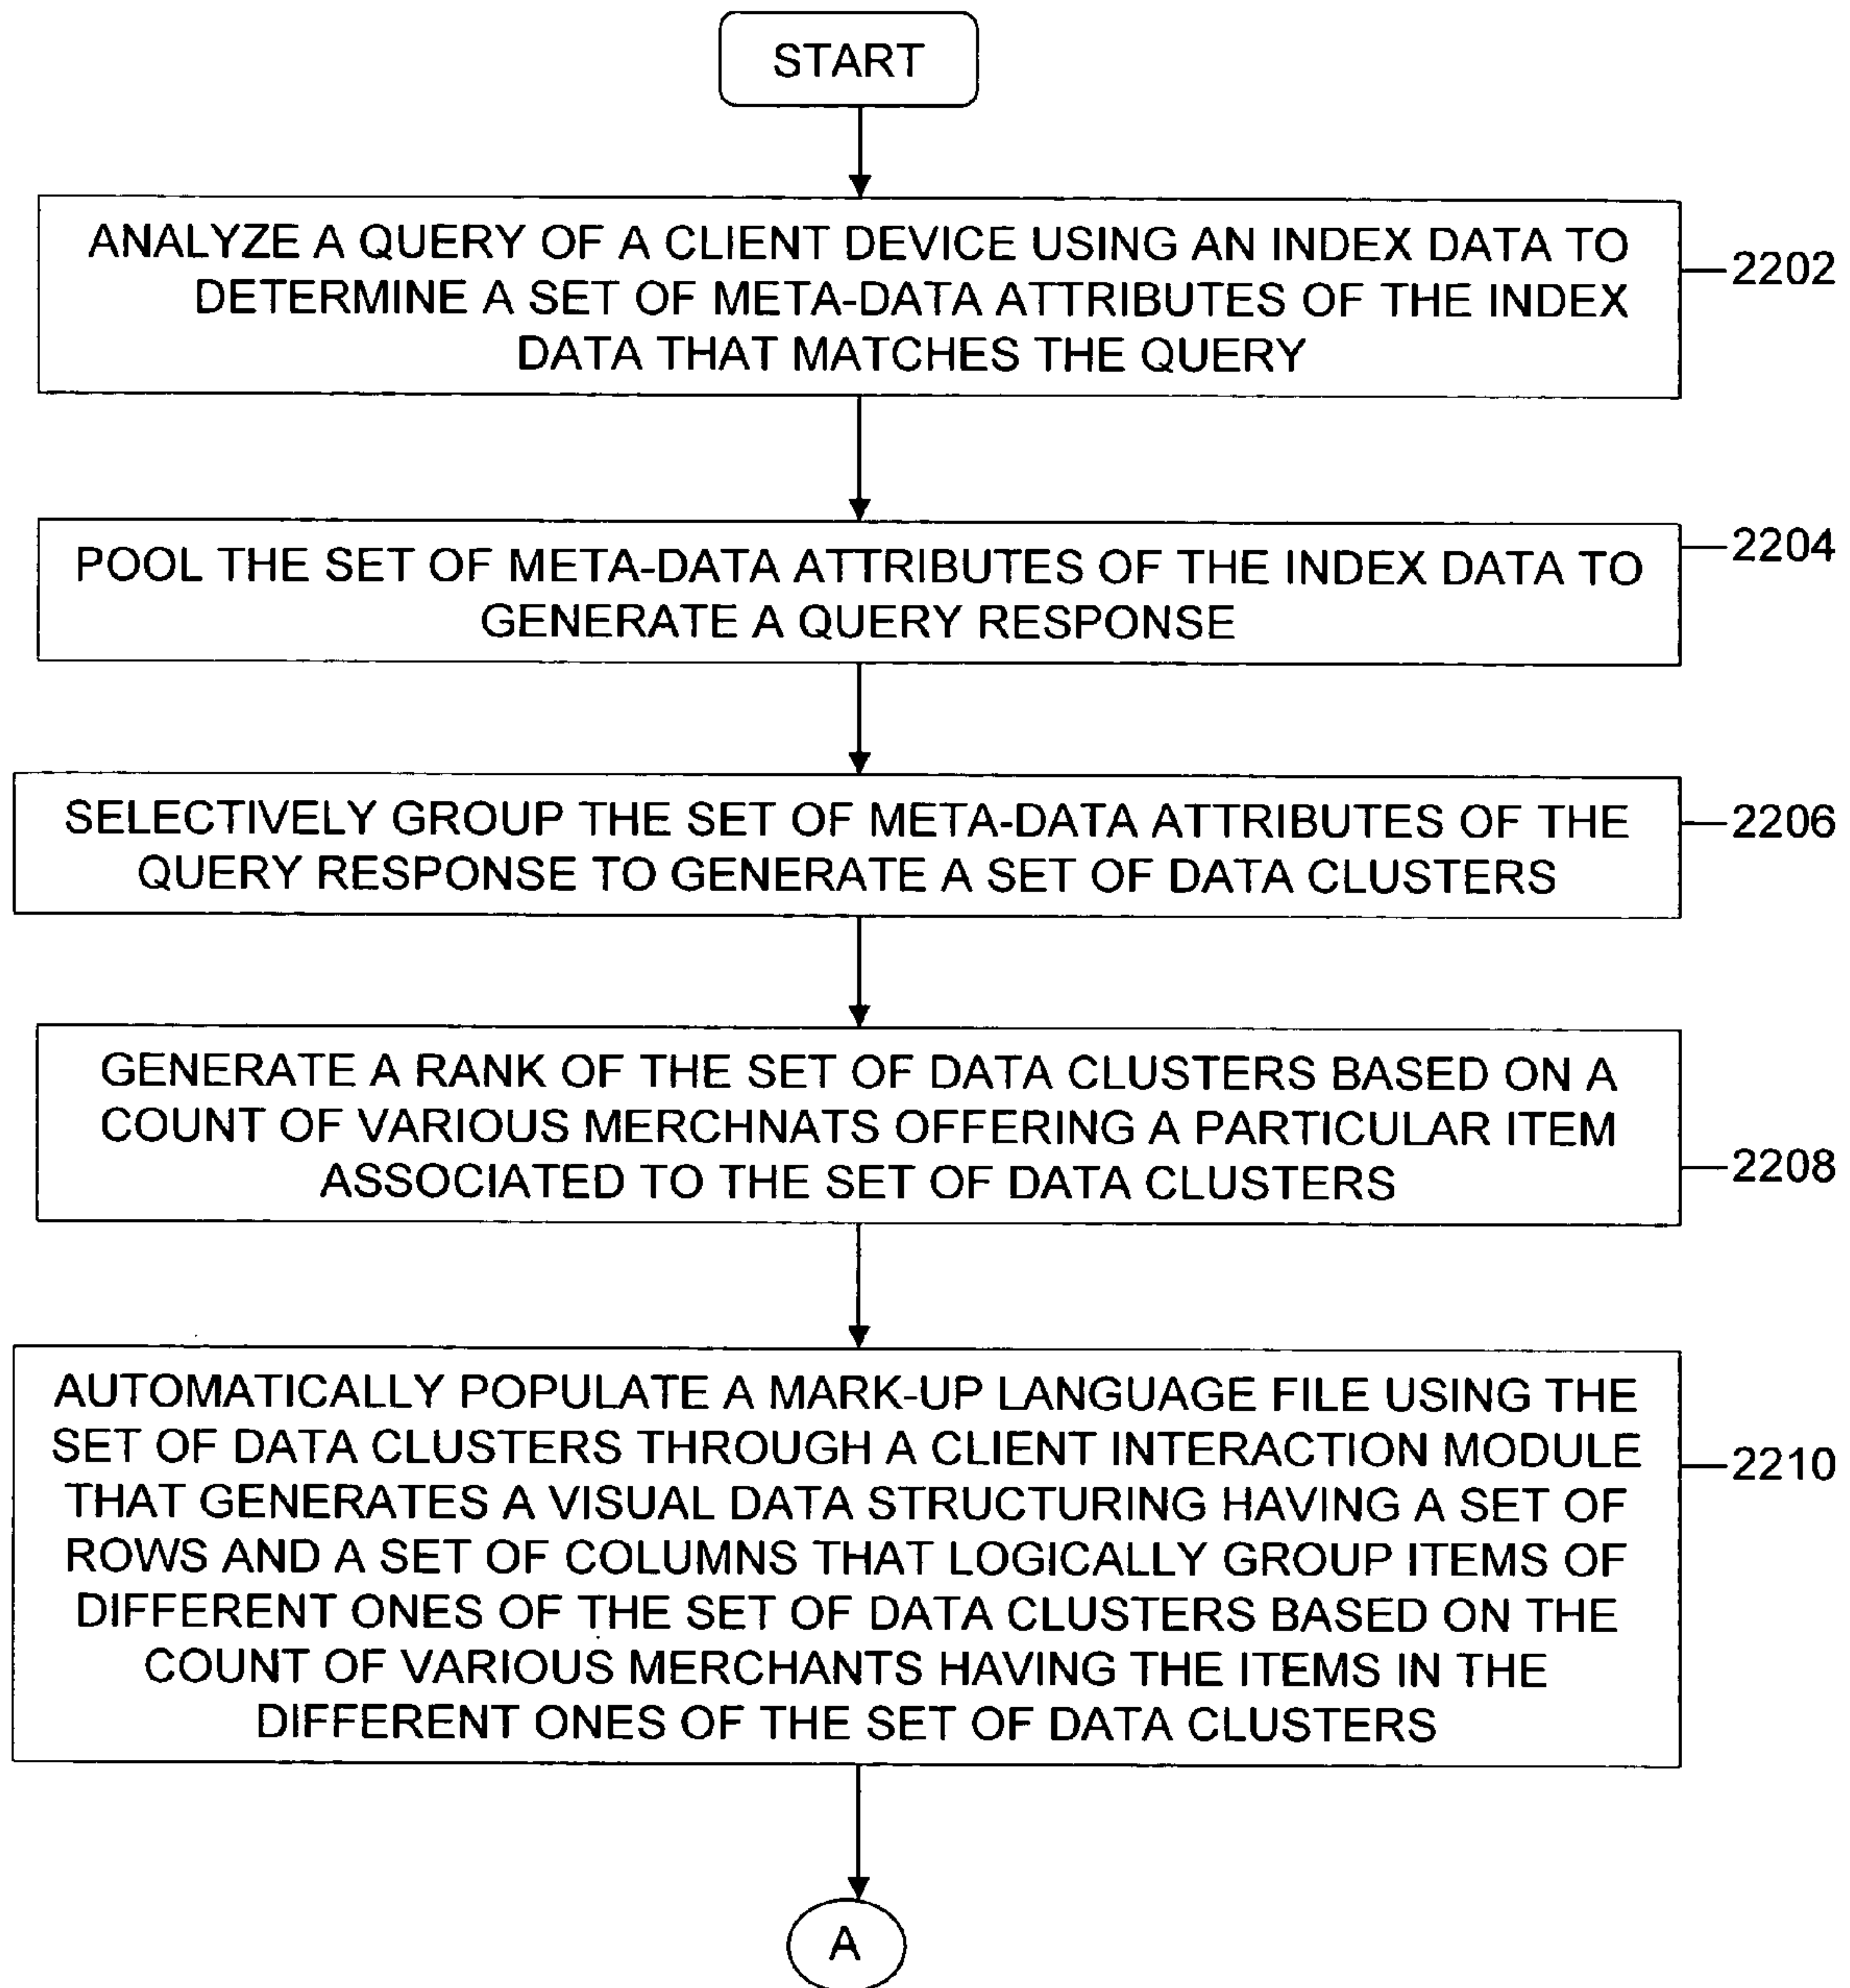 START
ANALYZE A QUERY OF A CLIENT DEVICE USING AN INDEX DATA TO
DETERMINE A SET OF META-DATA ATTRIBUTES OF THE INDEX
DATA THAT MATCHES THE QUERY
2202
POOL THE SET OF META-DATA ATTRIBUTES OF THE INDEX DATA TO
GENERATE A QUERY RESPONSE
2204
SELECTIVELY GROUP THE SET OF META-DATA ATTRIBUTES OF THE
QUERY RESPONSE TO GENERATE A SET OF DATA CLUSTERS
2206
GENERATE A RANK OF THE SET OF DATA CLUSTERS BASED ON A
COUNT OF VARIOUS MERCHNATS OFFERING A PARTICULAR ITEM
ASSOCIATED TO THE SET OF DATA CLUSTERS
2208
AUTOMATICALLY POPULATE A MARK-UP LANGUAGE FILE USING THE
SET OF DATA CLUSTERS THROUGH A CLIENT INTERACTION MODULE
THAT GENERATES A VISUAL DATA STRUCTURING HAVING A SET OF
ROWS AND A SET OF COLUMNS THAT LOGICALLY GROUP ITEMS OF
DIFFERENT ONES OF THE SET OF DATA CLUSTERS BASED ON THE
COUNT OF VARIOUS MERCHANTS HAVING THE ITEMS IN THE
DIFFERENT ONES OF THE SET OF DATA CLUSTERS
2210
A